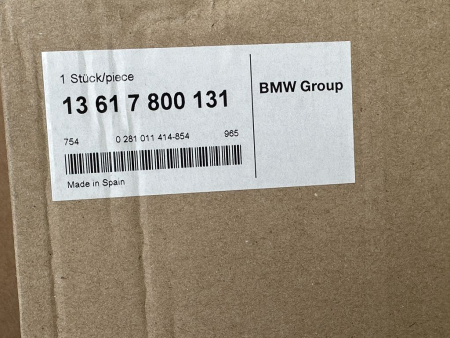 1 Stück/piece
13 61 7 800 131
BMW Group
754 0 281 011 414-854 965
Made in Spain